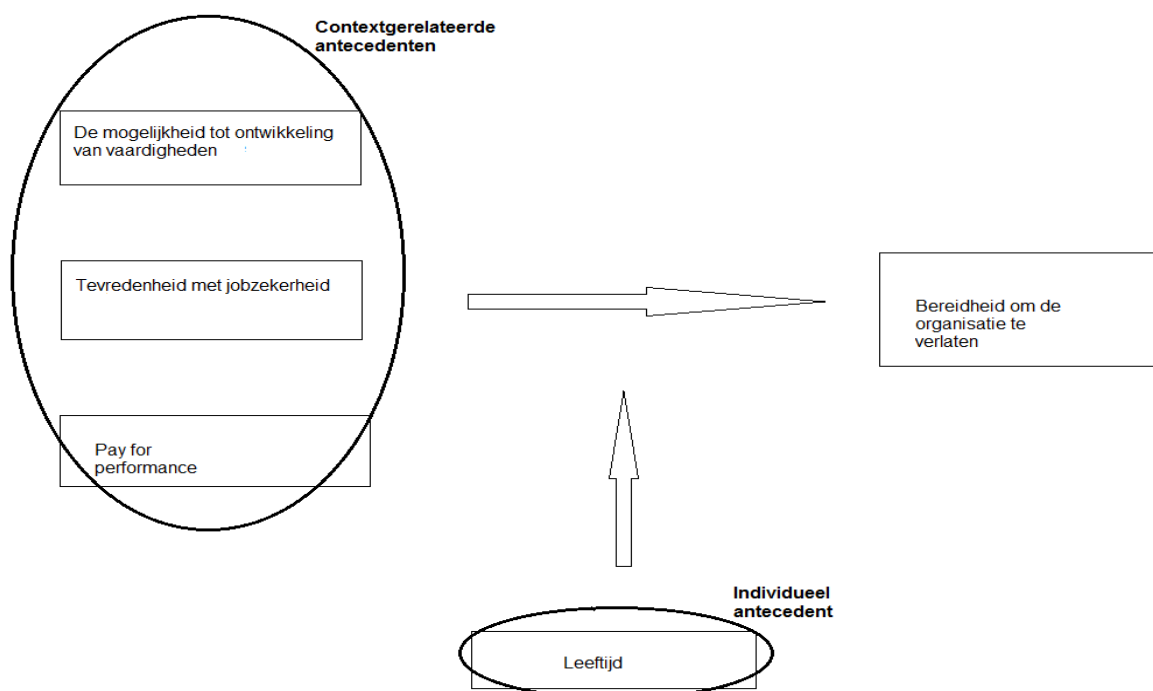 Contextgerelateerde
antecedenten
De mogelijkheid tot ontwikkeling
van vaardigheden
Tevredenheid met jobzekerheid
Pay for
performance
Bereidheid om de
organisatie te
verlaten
Individueel
antecedent
Leeftijd